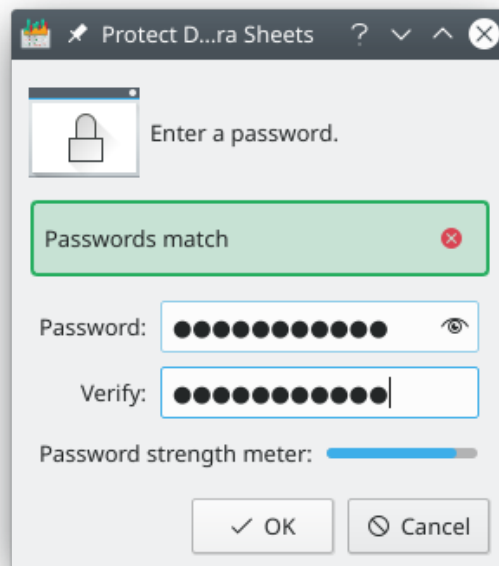 Protect D...ra Sheets
Enter a password.
Passwords match
Password: ●●●●●●●●●●●
Verify: ●●●●●●●●●●●
Password strength meter:
OK
Cancel